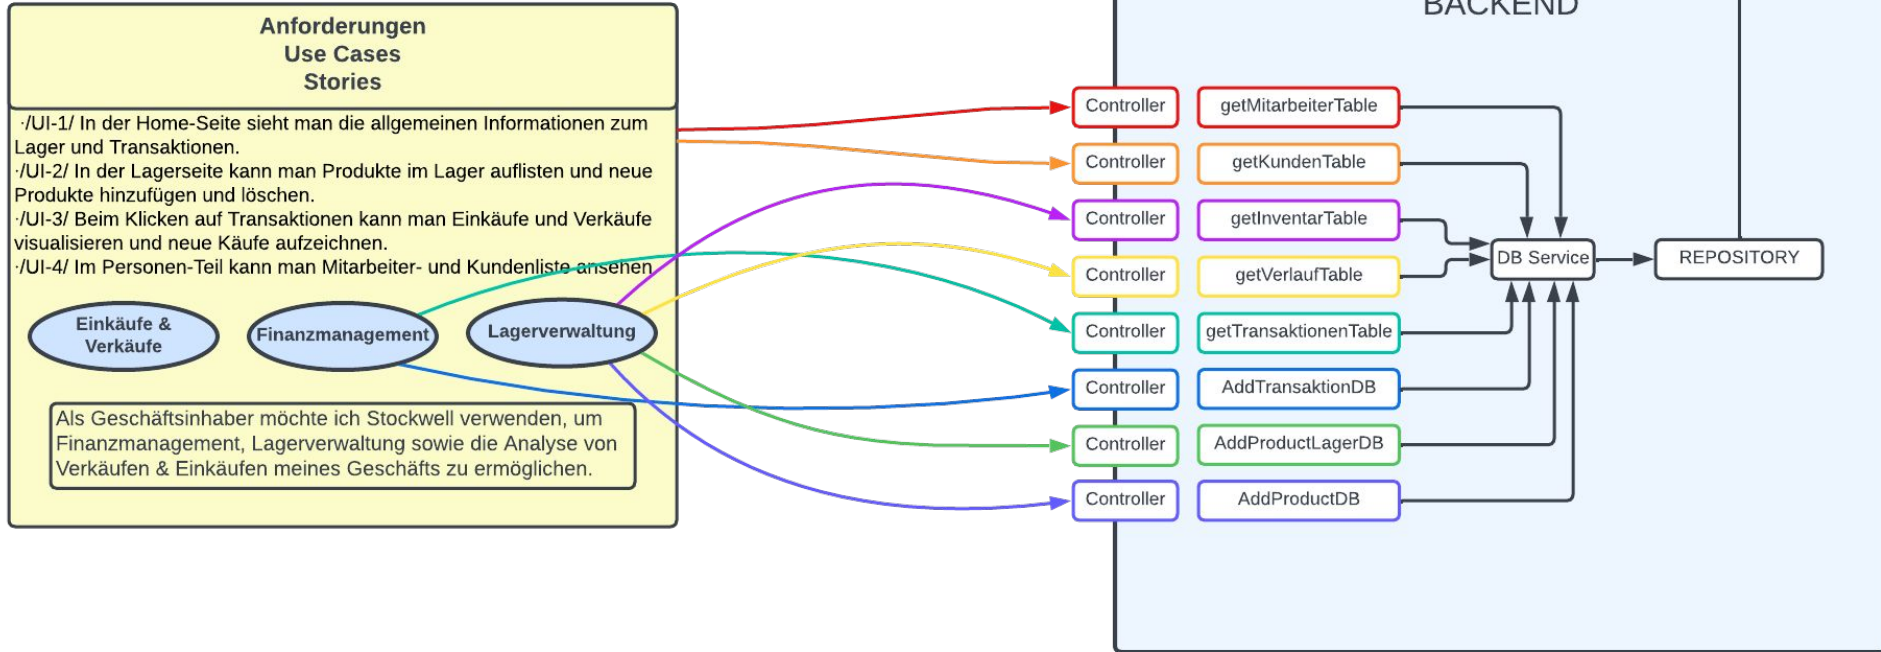 Anforderungen
Use Cases
Stories
·/UI-1/ In der Home-Seite sieht man die allgemeinen Informationen zum
Lager und Transaktionen.
·/UI-2/ In der Lagerseite kann man Produkte im Lager auflisten und neue
Produkte hinzufügen und löschen.
·/UI-3/ Beim Klicken auf Transaktionen kann man Einkäufe und Verkäufe
visualisieren und neue Käufe aufzeichnen.
·/UI-4/ Im Personen-Teil kann man Mitarbeiter- und Kundenliste ansehen.
Einkäufe &
Verkäufe
Finanzmanagement
Lagerverwaltung
Als Geschäftsinhaber möchte ich Stockwell verwenden, um
Finanzmanagement, Lagerverwaltung sowie die Analyse von
Verkäufen & Einkäufen meines Geschäfts zu ermöglichen.
BACKEND
Controller
getMitarbeiterTable
Controller
getKundenTable
Controller
getInventarTable
Controller
getVerlaufTable
Controller
getTransaktionenTable
Controller
AddTransaktionDB
Controller
AddProductLagerDB
Controller
AddProductDB
DB Service
REPOSITORY